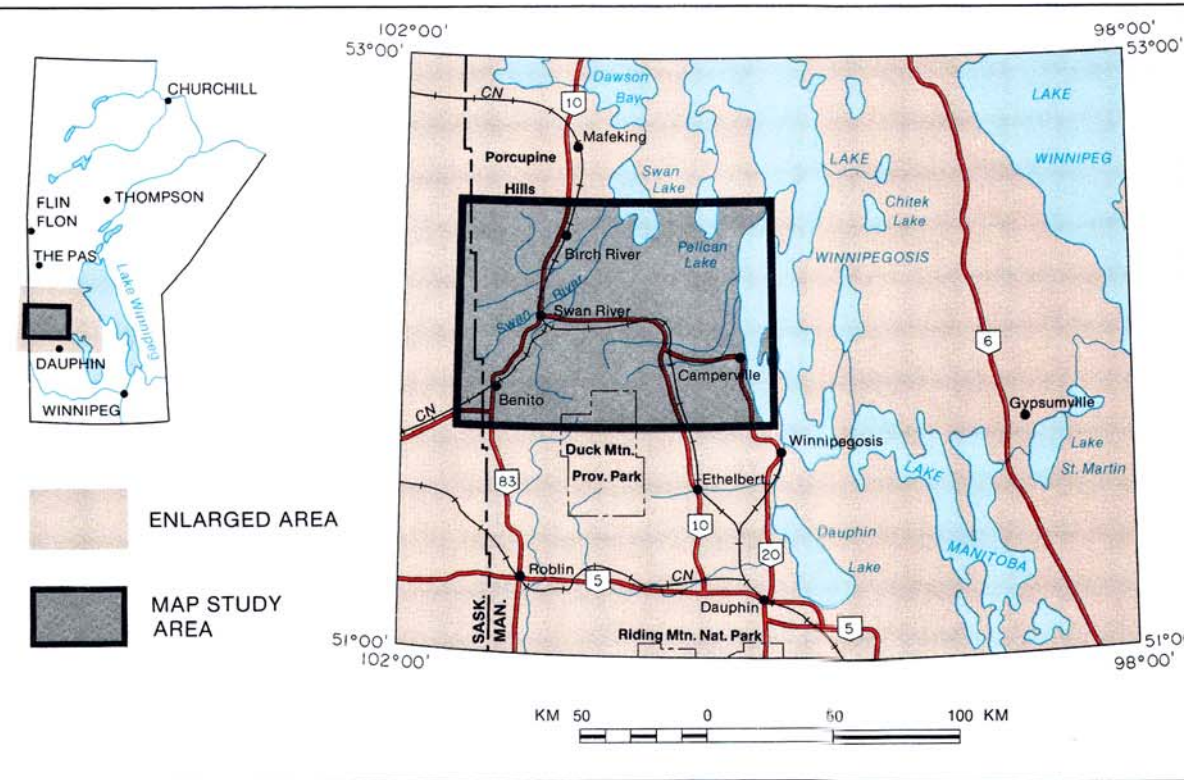 CHURCHILL
THOMPSON
FLIN
FLON
THE PAS
Lake Winnipeg
DAUPHIN
WINNIPEG
ENLARGED AREA
MAP STUDY
AREA
102°00'
53°00'
98°00'
53°00'
CN
10
Dawson
Bay
Mafeking
Porcupine
Hills
Swan
Lake
LAKE
WINNIPEG
LAKE
Chitek
Lake
WINNIPEGOSIS
Birch River
Pelican
Lake
Swan River
Swan River
6
Camperville
Benito
CN
Gypsumville
Lake
St. Martin
Winnipegosis
LAKE
MANITOBA
Duck Mtn.
Prov. Park
Ethelbert
83
10
20
Dauphin
Lake
Roblin
5
CN
Dauphin
5
SASK.
MAN.
Riding Mtn. Nat. Park
51°00'
102°00'
51°0
98°00'
KM 50 0 50 100 KM